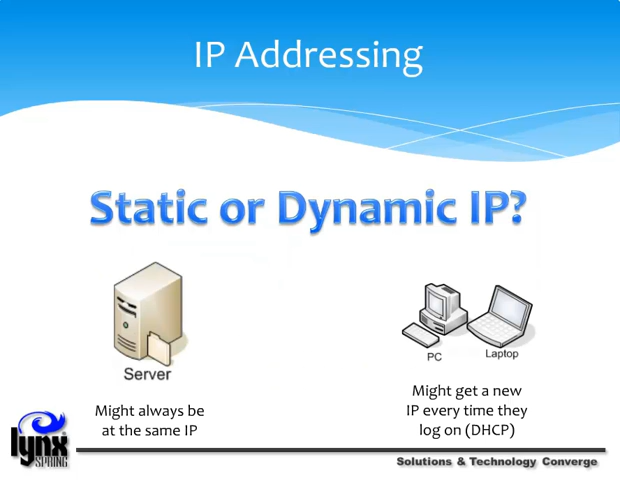 IP Addressing
Static or Dynamic IP?
Server
PC
Laptop
Might always be
at the same IP
Might get a new
IP every time they
log on (DHCP)
lynx
SPRING
Solutions & Technology Converge